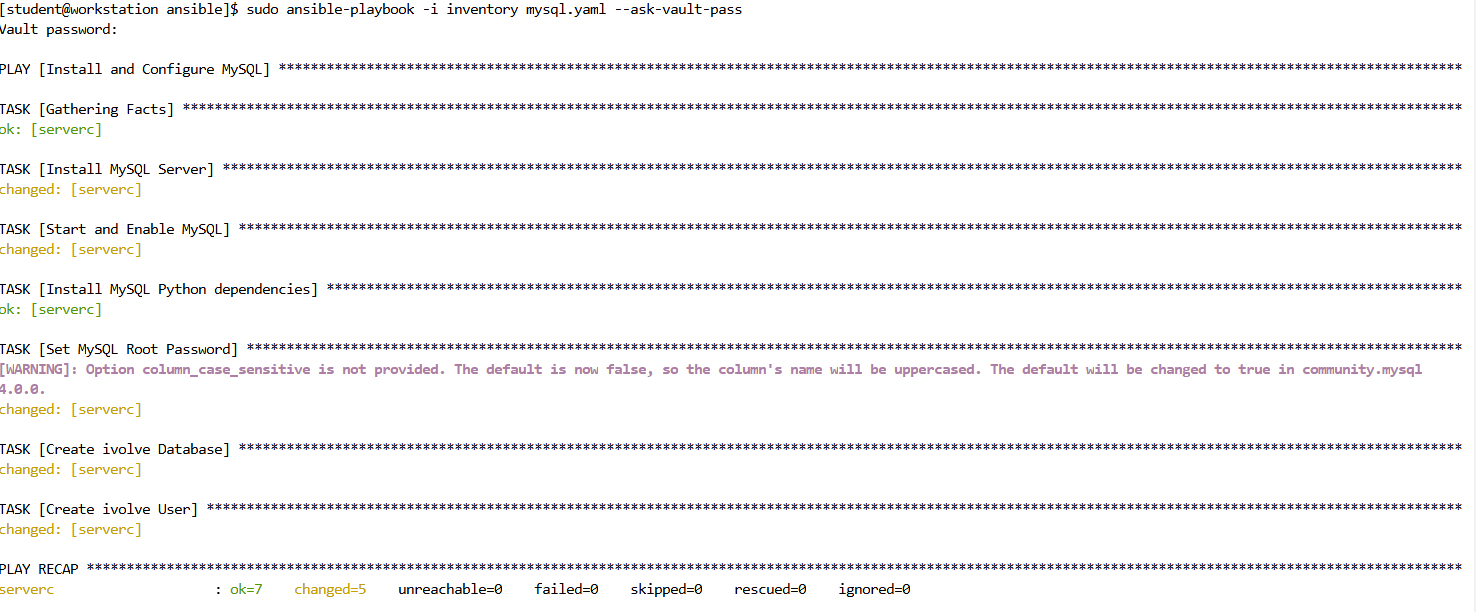 [student@workstation ansible]$ sudo ansible-playbook -i inventory mysql.yaml --ask-vault-pass
Vault password:
PLAY [Install and Configure MySQL] ****************************************************************************************************************************************************
TASK [Gathering Facts] ****************************************************************************************************************************************************************
ok: [serverc]
TASK [Install MySQL Server] ***********************************************************************************************************************************************************
changed: [serverc]
TASK [Start and Enable MySQL] *********************************************************************************************************************************************************
changed: [serverc]
TASK [Install MySQL Python dependencies] **********************************************************************************************************************************************
ok: [serverc]
TASK [Set MySQL Root Password] ********************************************************************************************************************************************************
[WARNING]: Option column_case_sensitive is not provided. The default is now false, so the column's name will be uppercased. The default will be changed to true in community.mysql
4.0.0.
changed: [serverc]
TASK [Create ivolve Database] *********************************************************************************************************************************************************
changed: [serverc]
TASK [Create ivolve User] *************************************************************************************************************************************************************
changed: [serverc]
PLAY RECAP ****************************************************************************************************************************************************************************
serverc                    : ok=7    changed=5    unreachable=0    failed=0    skipped=0    rescued=0    ignored=0